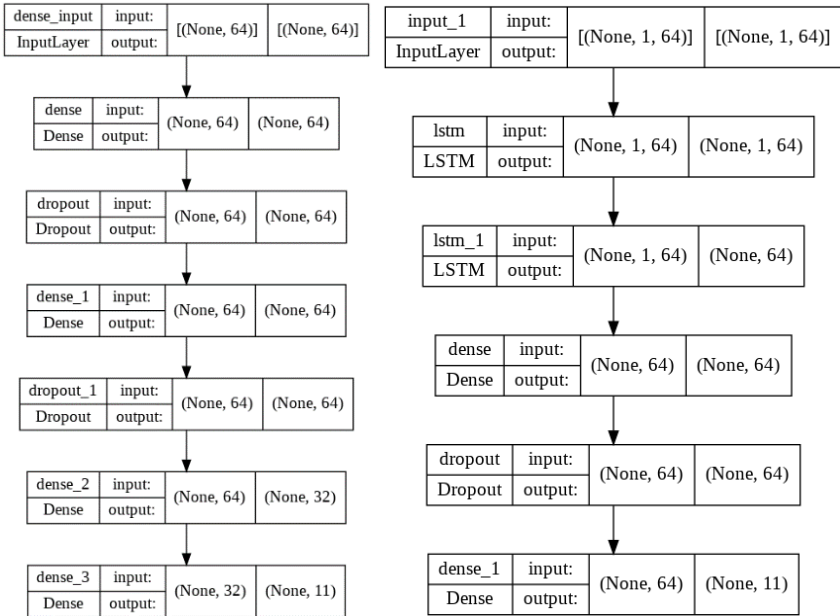 dense_input input: [(None, 64)] [(None, 64)]
InputLayer output:
dense input: (None, 64) (None, 64)
Dense output:
dropout input: (None, 64) (None, 64)
Dropout output:
dense_1 input: (None, 64) (None, 64)
Dense output:
dropout_1 input: (None, 64) (None, 64)
Dropout output:
dense_2 input: (None, 64) (None, 32)
Dense output:
dense_3 input: (None, 32) (None, 11)
Dense output:
input_1 input: [(None, 1, 64)] [(None, 1, 64)]
InputLayer output:
lstm input: (None, 1, 64) (None, 1, 64)
LSTM output:
lstm_1 input: (None, 1, 64) (None, 64)
LSTM output:
dense input: (None, 64) (None, 64)
Dense output:
dropout input: (None, 64) (None, 64)
Dropout output:
dense_1 input: (None, 64) (None, 11)
Dense output: